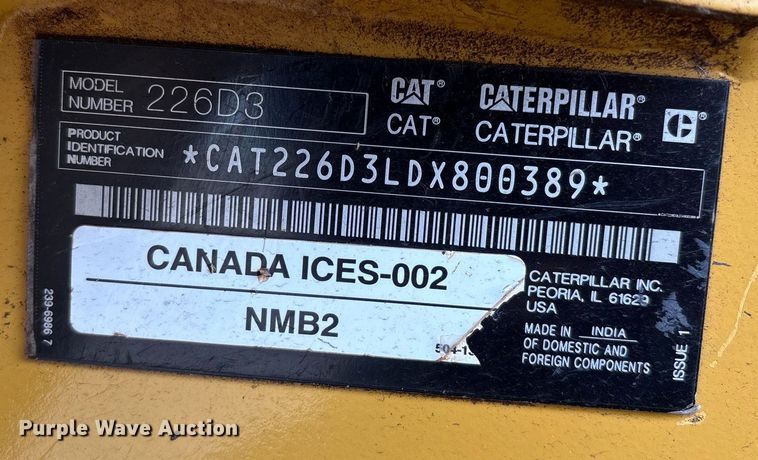 MODEL
NUMBER 226D3
CAT® CATERPILLAR® C
CAT® CATERPILLAR®
PRODUCT
IDENTIFICATION
NUMBER *CAT226D3LDX800389*
CANADA ICES-002
NMB2
CATERPILLAR INC.
PEORIA, IL 61629
USA
MADE IN INDIA
OF DOMESTIC AND
FOREIGN COMPONENTS
239-6986 7
ISSUE 1
Purple Wave Auction